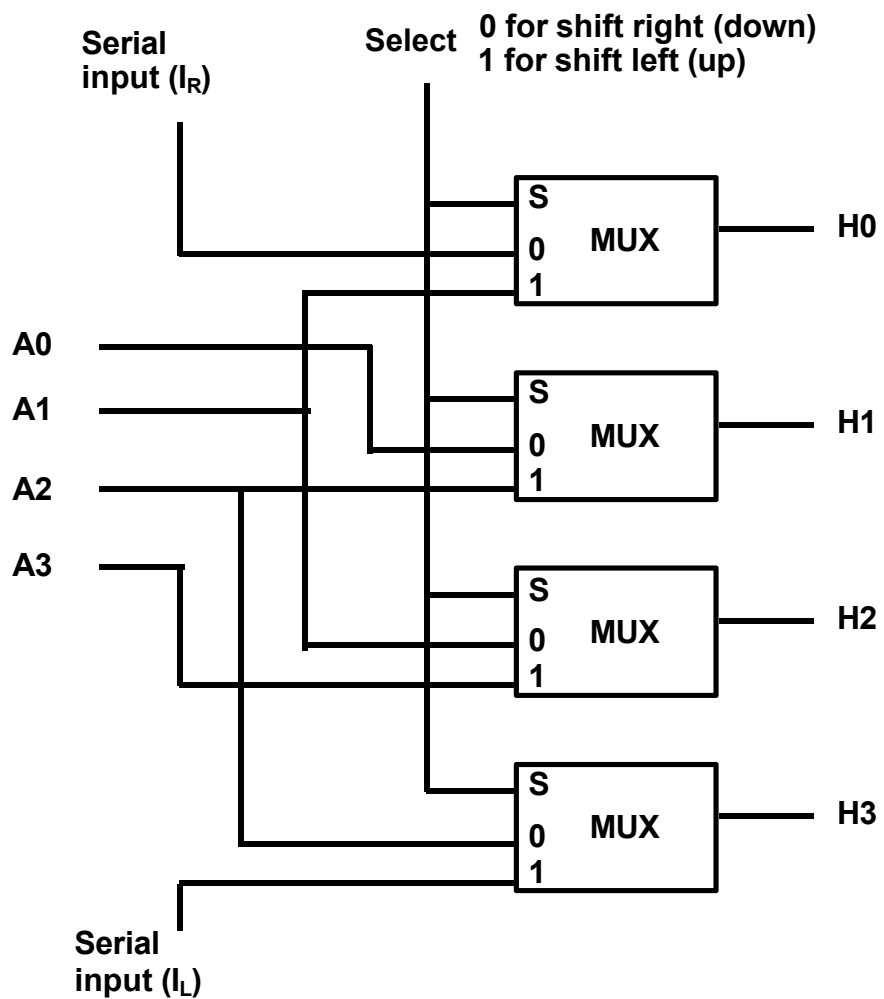 Serial
input (IR)
Select
0 for shift right (down)
1 for shift left (up)
S
0
1
MUX
H0
A0
A1
A2
A3
S
0
1
MUX
H1
S
0
1
MUX
H2
S
0
1
MUX
H3
Serial
input (IL)